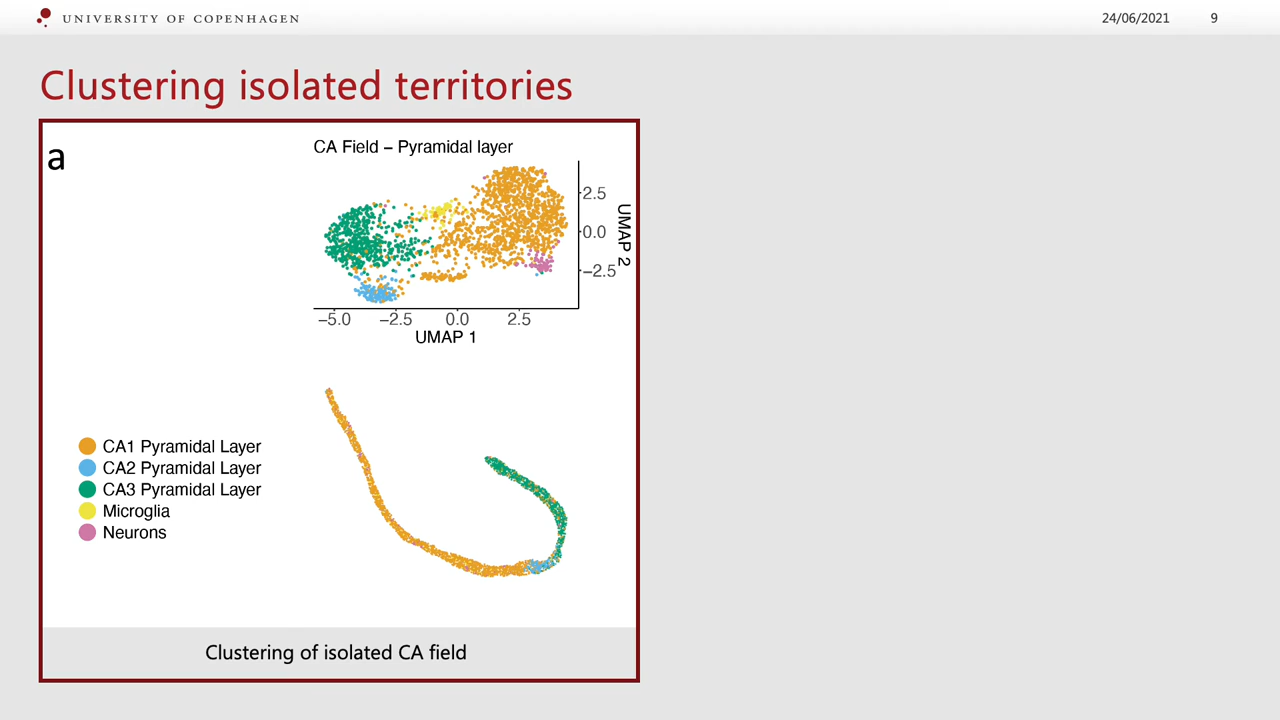 UNIVERSITY OF COPENHAGEN
24/06/2021
9
Clustering isolated territories
a
CA Field – Pyramidal layer
2.5
0.0
−2.5
UMAP 2
−5.0 −2.5 0.0 2.5
UMAP 1
CA1 Pyramidal Layer
CA2 Pyramidal Layer
CA3 Pyramidal Layer
Microglia
Neurons
Clustering of isolated CA field